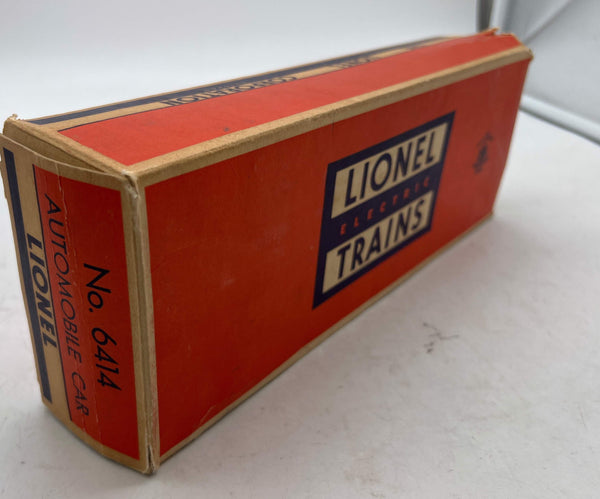 LIONEL
ELECTRIC
TRAINS
No. 6414
AUTOMOBILE CAR
LIONEL